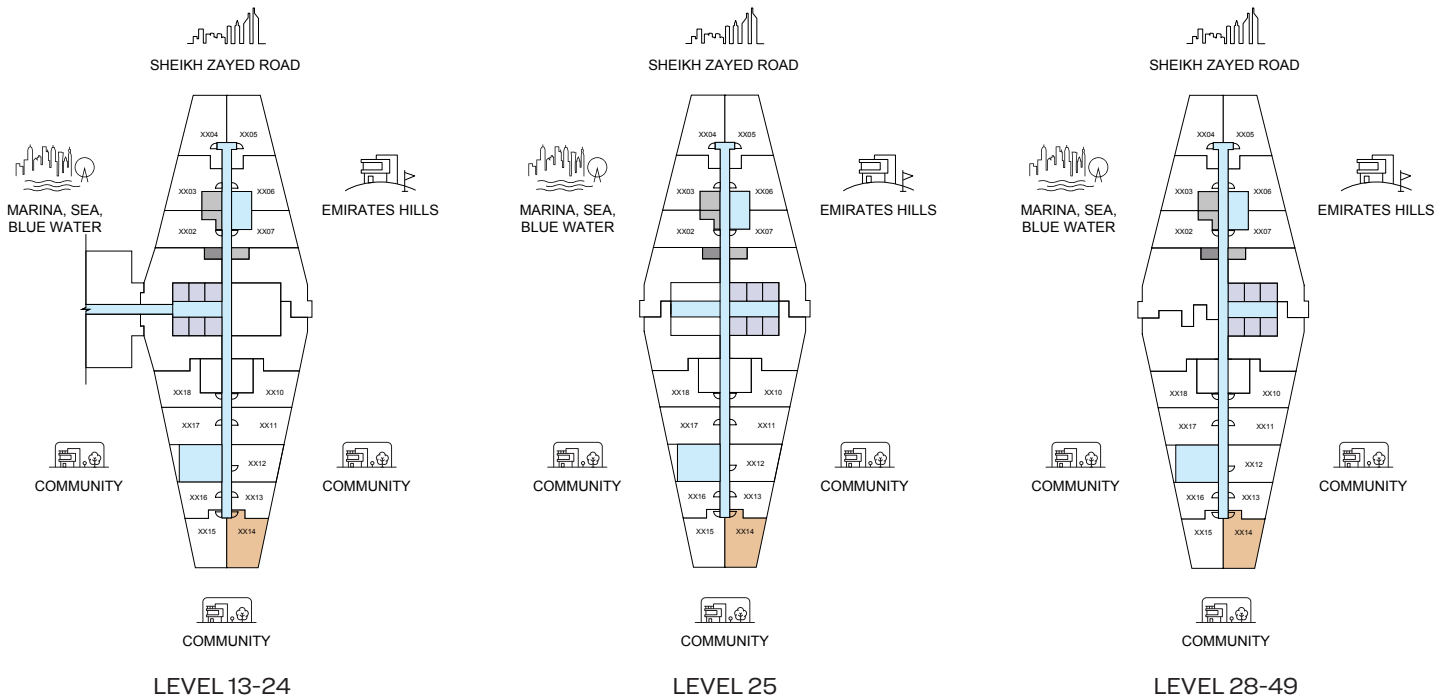 SHEIKH ZAYED ROAD
XX04 XX05
MARINA, SEA,
BLUE WATER
XX03 XX06
EMIRATES HILLS
XX02 XX07
XX18 XX10
XX17 XX11
COMMUNITY
XX12
COMMUNITY
XX16 XX13
XX15 XX14
COMMUNITY
LEVEL 13-24
SHEIKH ZAYED ROAD
XX04 XX05
MARINA, SEA,
BLUE WATER
XX03 XX06
EMIRATES HILLS
XX02 XX07
XX18 XX10
XX17 XX11
COMMUNITY
XX12
COMMUNITY
XX16 XX13
XX15 XX14
COMMUNITY
LEVEL 25
SHEIKH ZAYED ROAD
XX04 XX05
MARINA, SEA,
BLUE WATER
XX03 XX06
EMIRATES HILLS
XX02 XX07
XX18 XX10
XX17 XX11
COMMUNITY
XX12
COMMUNITY
XX16 XX13
XX15 XX14
COMMUNITY
LEVEL 28-49